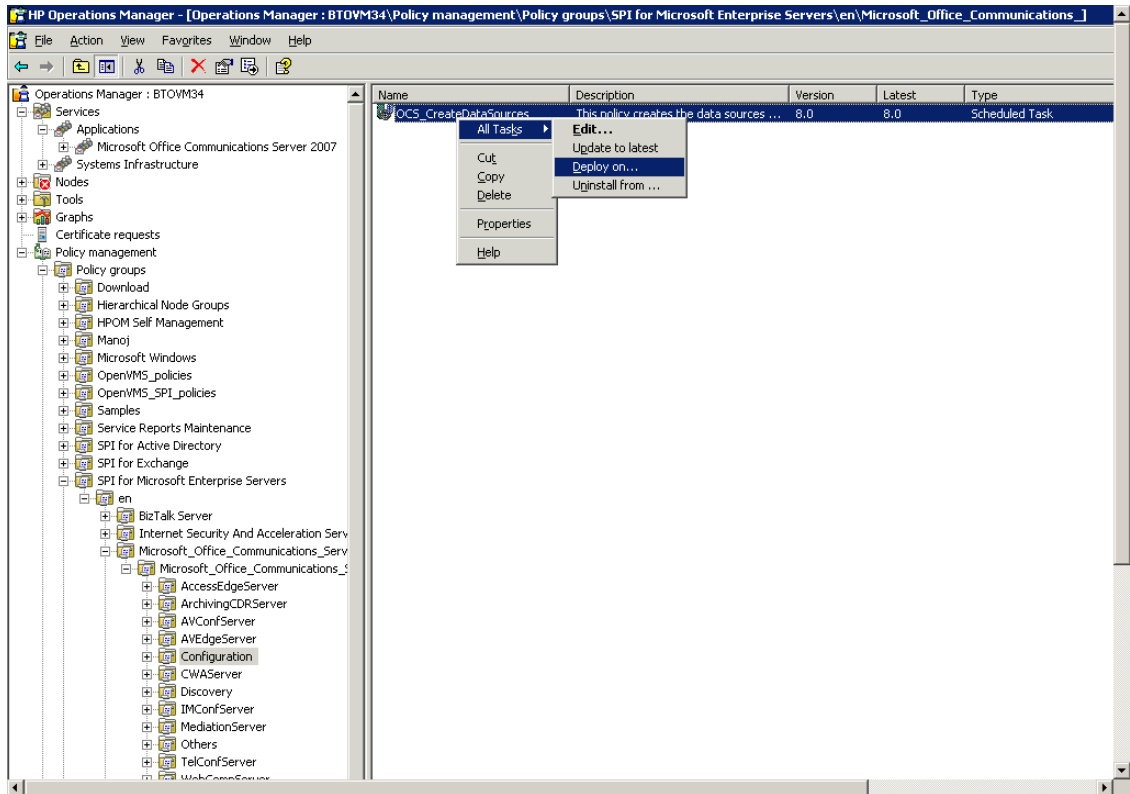 HP Operations Manager - [Operations Manager : BTOVM34\Policy management\Policy groups\SPI for Microsoft Enterprise Servers\en\Microsoft_Office_Communications_]
File Action View Favorites Window Help
Operations Manager : BTOVM34
Services
Applications
Microsoft Office Communications Server 2007
Systems Infrastructure
Nodes
Tools
Graphs
Certificate requests
Policy management
Policy groups
Download
Hierarchical Node Groups
HPOM Self Management
Manoj
Microsoft Windows
OpenVMS_policies
OpenVMS_SPI_policies
Samples
Service Reports Maintenance
SPI for Active Directory
SPI for Exchange
SPI for Microsoft Enterprise Servers
en
BizTalk Server
Internet Security And Acceleration Serv
Microsoft_Office_Communications_Serv
Microsoft_Office_Communications_S
AccessEdgeServer
ArchivingCDRServer
AVConfServer
AVEdgeServer
Configuration
CWAServer
Discovery
IMConfServer
MediationServer
Others
TelConfServer
WebCompServer
Name Description Version Latest Type
OCS_CreateDataSources This policy creates the data sources ... 8.0 8.0 Scheduled Task
All Tasks
Cut
Copy
Delete
Properties
Help
Edit...
Update to latest
Deploy on...
Uninstall from ...